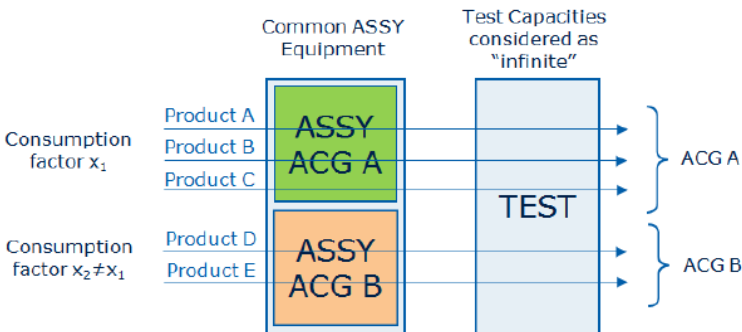 Common ASSY
Equipment
Test Capacities
considered as
"infinite"
Consumption
factor x₁
Product A
Product B
Product C
ASSY
ACG A
TEST
ACG A
Consumption
factor x₂≠x₁
Product D
Product E
ASSY
ACG B
ACG B